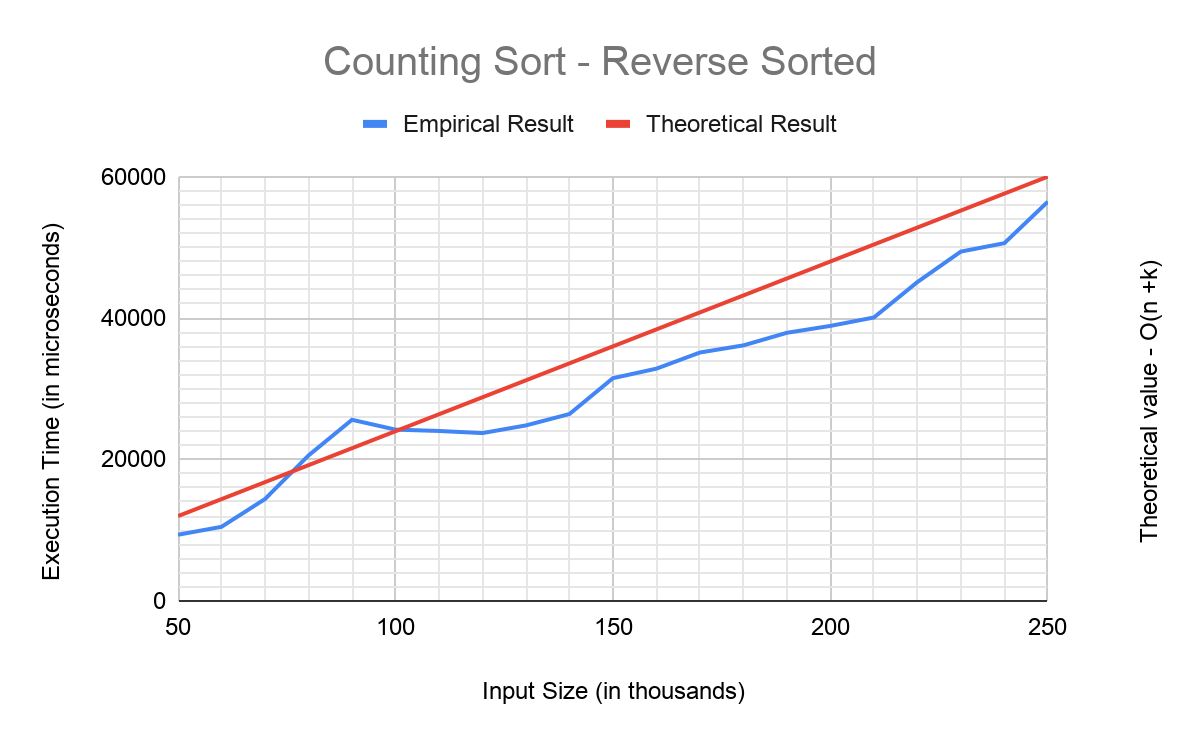 Counting Sort - Reverse Sorted
Empirical Result
Theoretical Result
Execution Time (in microseconds)
60000
40000
20000
0
50
100
150
200
250
Input Size (in thousands)
Theoretical value - O(n +k)